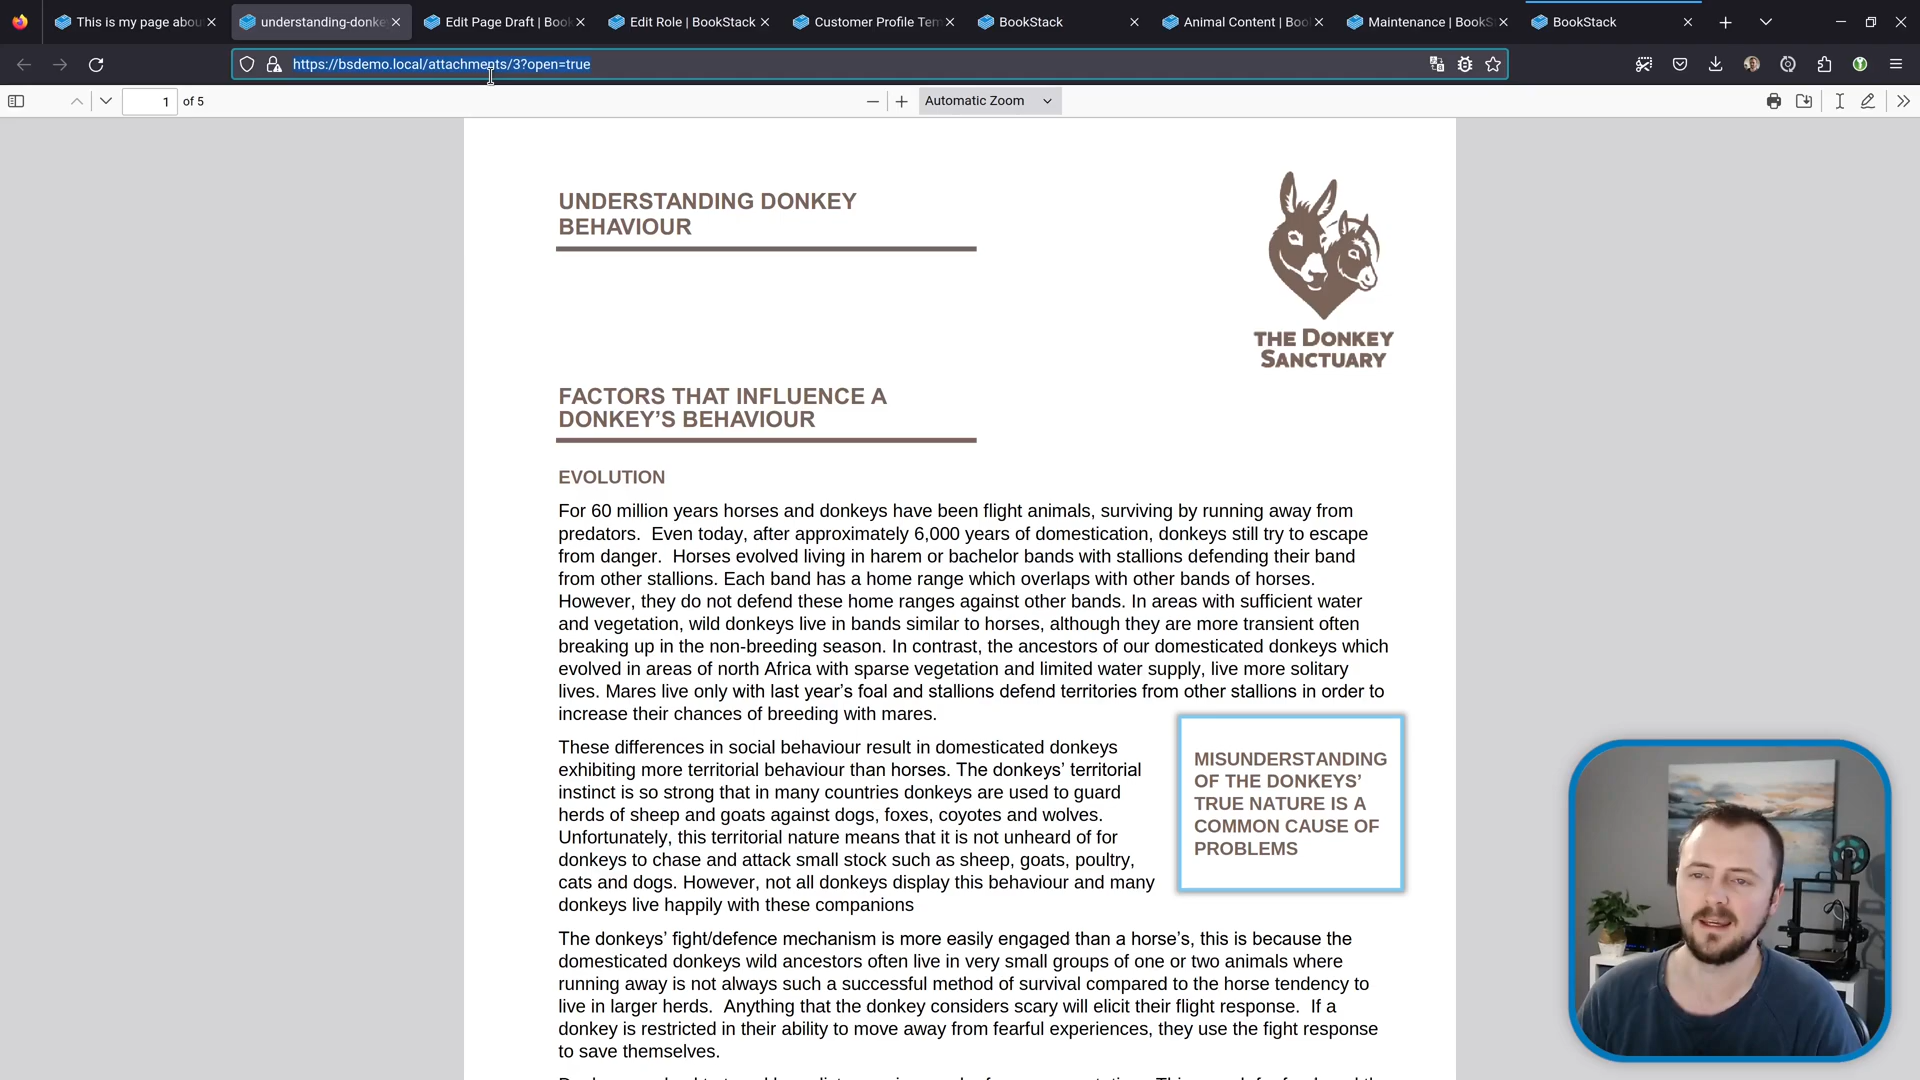 This is my page abou
understanding-donke
Edit Page Draft | Book
Edit Role | BookStack
Customer Profile Tem
BookStack
Animal Content | Boo
Maintenance | BookS
BookStack
https://bsdemo.local/attachments/3?open=true
1 of 5
Automatic Zoom
UNDERSTANDING DONKEY
BEHAVIOUR
THE DONKEY
SANCTUARY
FACTORS THAT INFLUENCE A
DONKEY’S BEHAVIOUR
EVOLUTION
For 60 million years horses and donkeys have been flight animals, surviving by running away from
predators.  Even today, after approximately 6,000 years of domestication, donkeys still try to escape
from danger.  Horses evolved living in harem or bachelor bands with stallions defending their band
from other stallions. Each band has a home range which overlaps with other bands of horses.
However, they do not defend these home ranges against other bands. In areas with sufficient water
and vegetation, wild donkeys live in bands similar to horses, although they are more transient often
breaking up in the non-breeding season. In contrast, the ancestors of our domesticated donkeys which
evolved in areas of north Africa with sparse vegetation and limited water supply, live more solitary
lives. Mares live only with last year’s foal and stallions defend territories from other stallions in order to
increase their chances of breeding with mares.
These differences in social behaviour result in domesticated donkeys
exhibiting more territorial behaviour than horses. The donkeys’ territorial
instinct is so strong that in many countries donkeys are used to guard
herds of sheep and goats against dogs, foxes, coyotes and wolves.
Unfortunately, this territorial nature means that it is not unheard of for
donkeys to chase and attack small stock such as sheep, goats, poultry,
cats and dogs. However, not all donkeys display this behaviour and many
donkeys live happily with these companions
MISUNDERSTANDING
OF THE DONKEYS’
TRUE NATURE IS A
COMMON CAUSE OF
PROBLEMS
The donkeys’ fight/defence mechanism is more easily engaged than a horse’s, this is because the
domesticated donkeys wild ancestors often live in very small groups of one or two animals where
running away is not always such a successful method of survival compared to the horse tendency to
live in larger herds.  Anything that the donkey considers scary will elicit their flight response.  If a
donkey is restricted in their ability to move away from fearful experiences, they use the fight response
to save themselves.